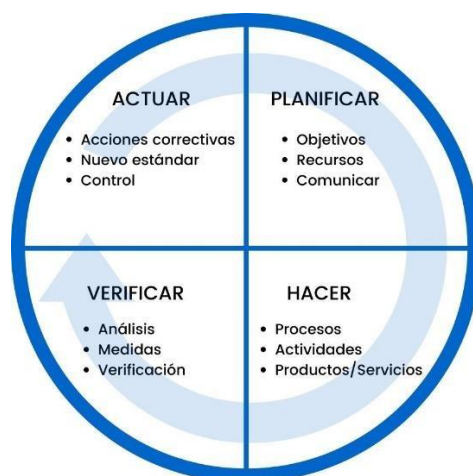 ACTUAR
• Acciones correctivas
• Nuevo estándar
• Control
PLANIFICAR
• Objetivos
• Recursos
• Comunicar
VERIFICAR
• Análisis
• Medidas
• Verificación
HACER
• Procesos
• Actividades
• Productos/Servicios